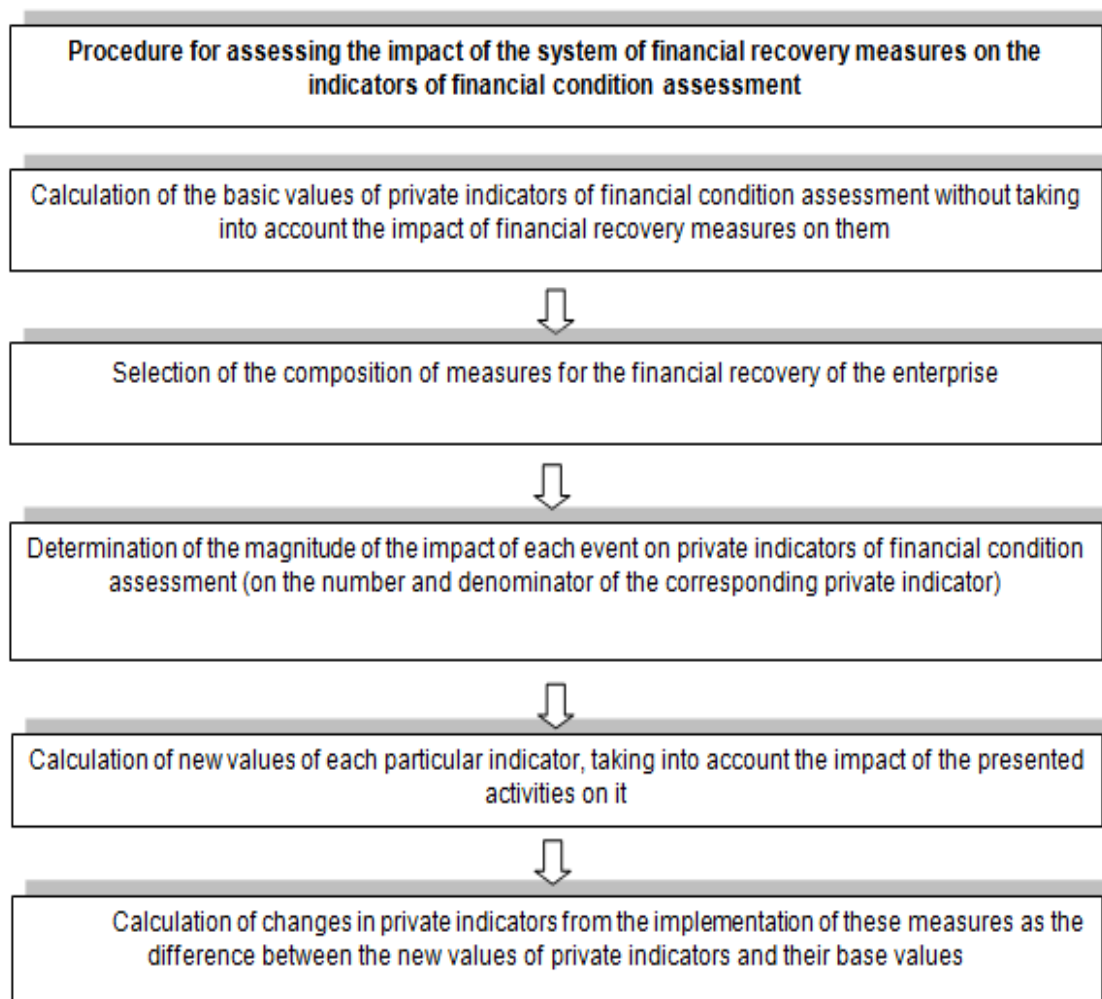 Procedure for assessing the impact of the system of financial recovery measures on the
indicators of financial condition assessment
Calculation of the basic values of private indicators of financial condition assessment without taking
into account the impact of financial recovery measures on them
Selection of the composition of measures for the financial recovery of the enterprise
Determination of the magnitude of the impact of each event on private indicators of financial condition
assessment (on the number and denominator of the corresponding private indicator)
Calculation of new values of each particular indicator, taking into account the impact of the presented
activities on it
Calculation of changes in private indicators from the implementation of these measures as the
difference between the new values of private indicators and their base values